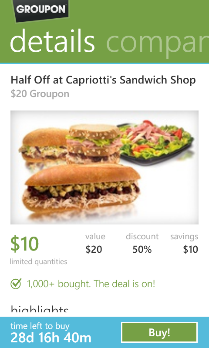 GROUPON
details compar
Half Off at Capriotti's Sandwich Shop
$20 Groupon
$10
limited quantities
value discount savings
$20 50% $10
1,000+ bought. The deal is on!
highlights
time left to buy
28d 16h 40m
Buy!